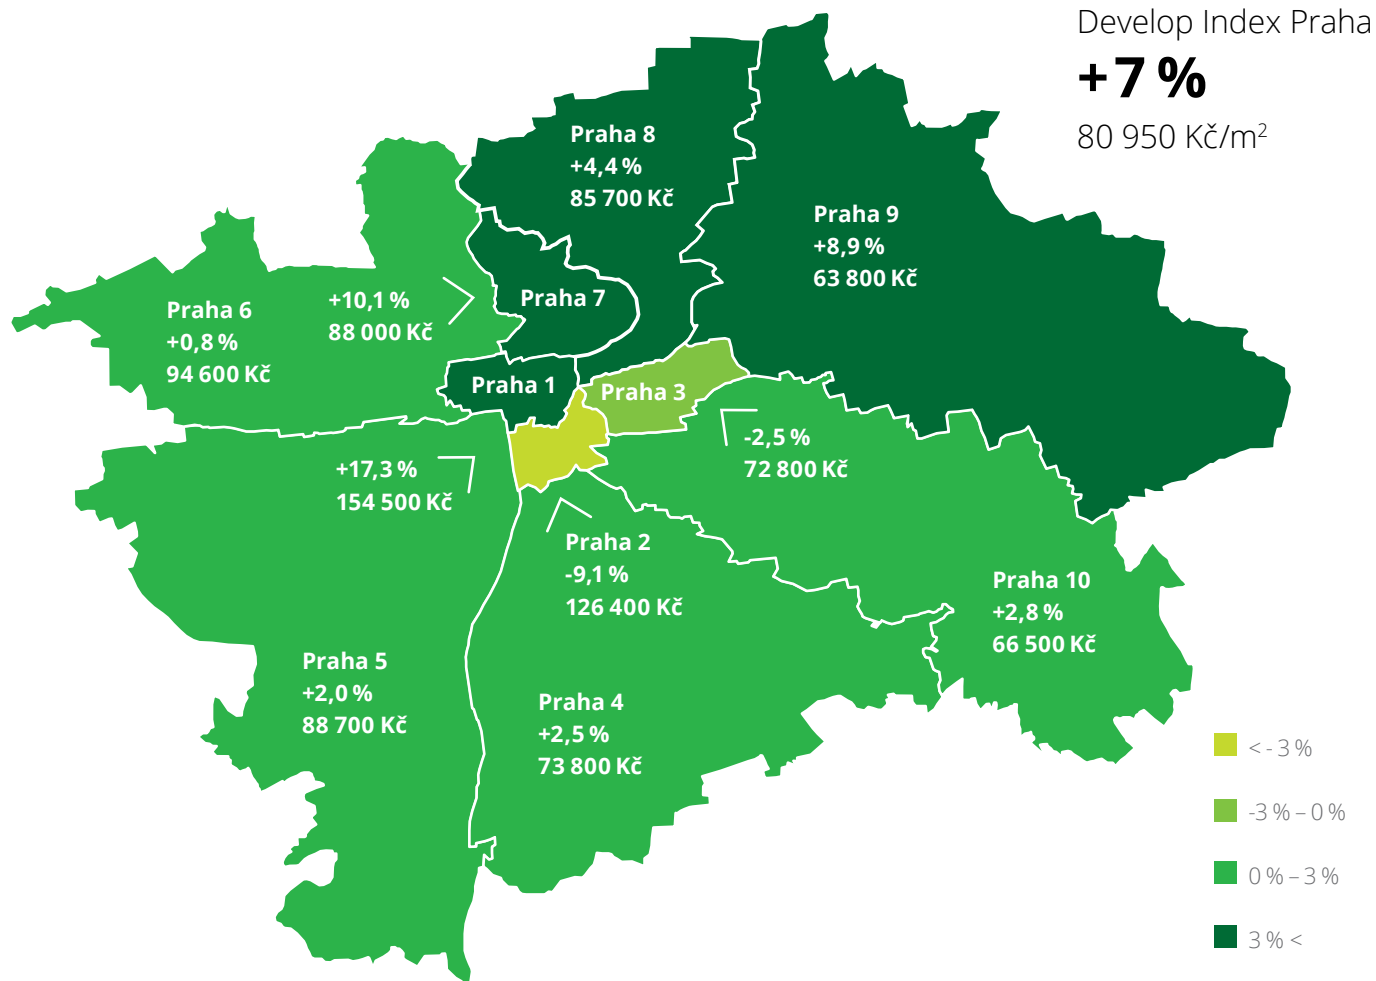 Develop Index Praha
+7 %
80 950 Kč/m²
Praha 8
+4,4 %
85 700 Kč
Praha 9
+8,9 %
63 800 Kč
Praha 6
+0,8 %
94 600 Kč
+10,1 %
88 000 Kč
Praha 7
Praha 1
Praha 3
-2,5 %
72 800 Kč
+17,3 %
154 500 Kč
Praha 2
-9,1 %
126 400 Kč
Praha 10
+2,8 %
66 500 Kč
Praha 5
+2,0 %
88 700 Kč
Praha 4
+2,5 %
73 800 Kč
< - 3 %
-3 % – 0 %
0 % – 3 %
3 % <